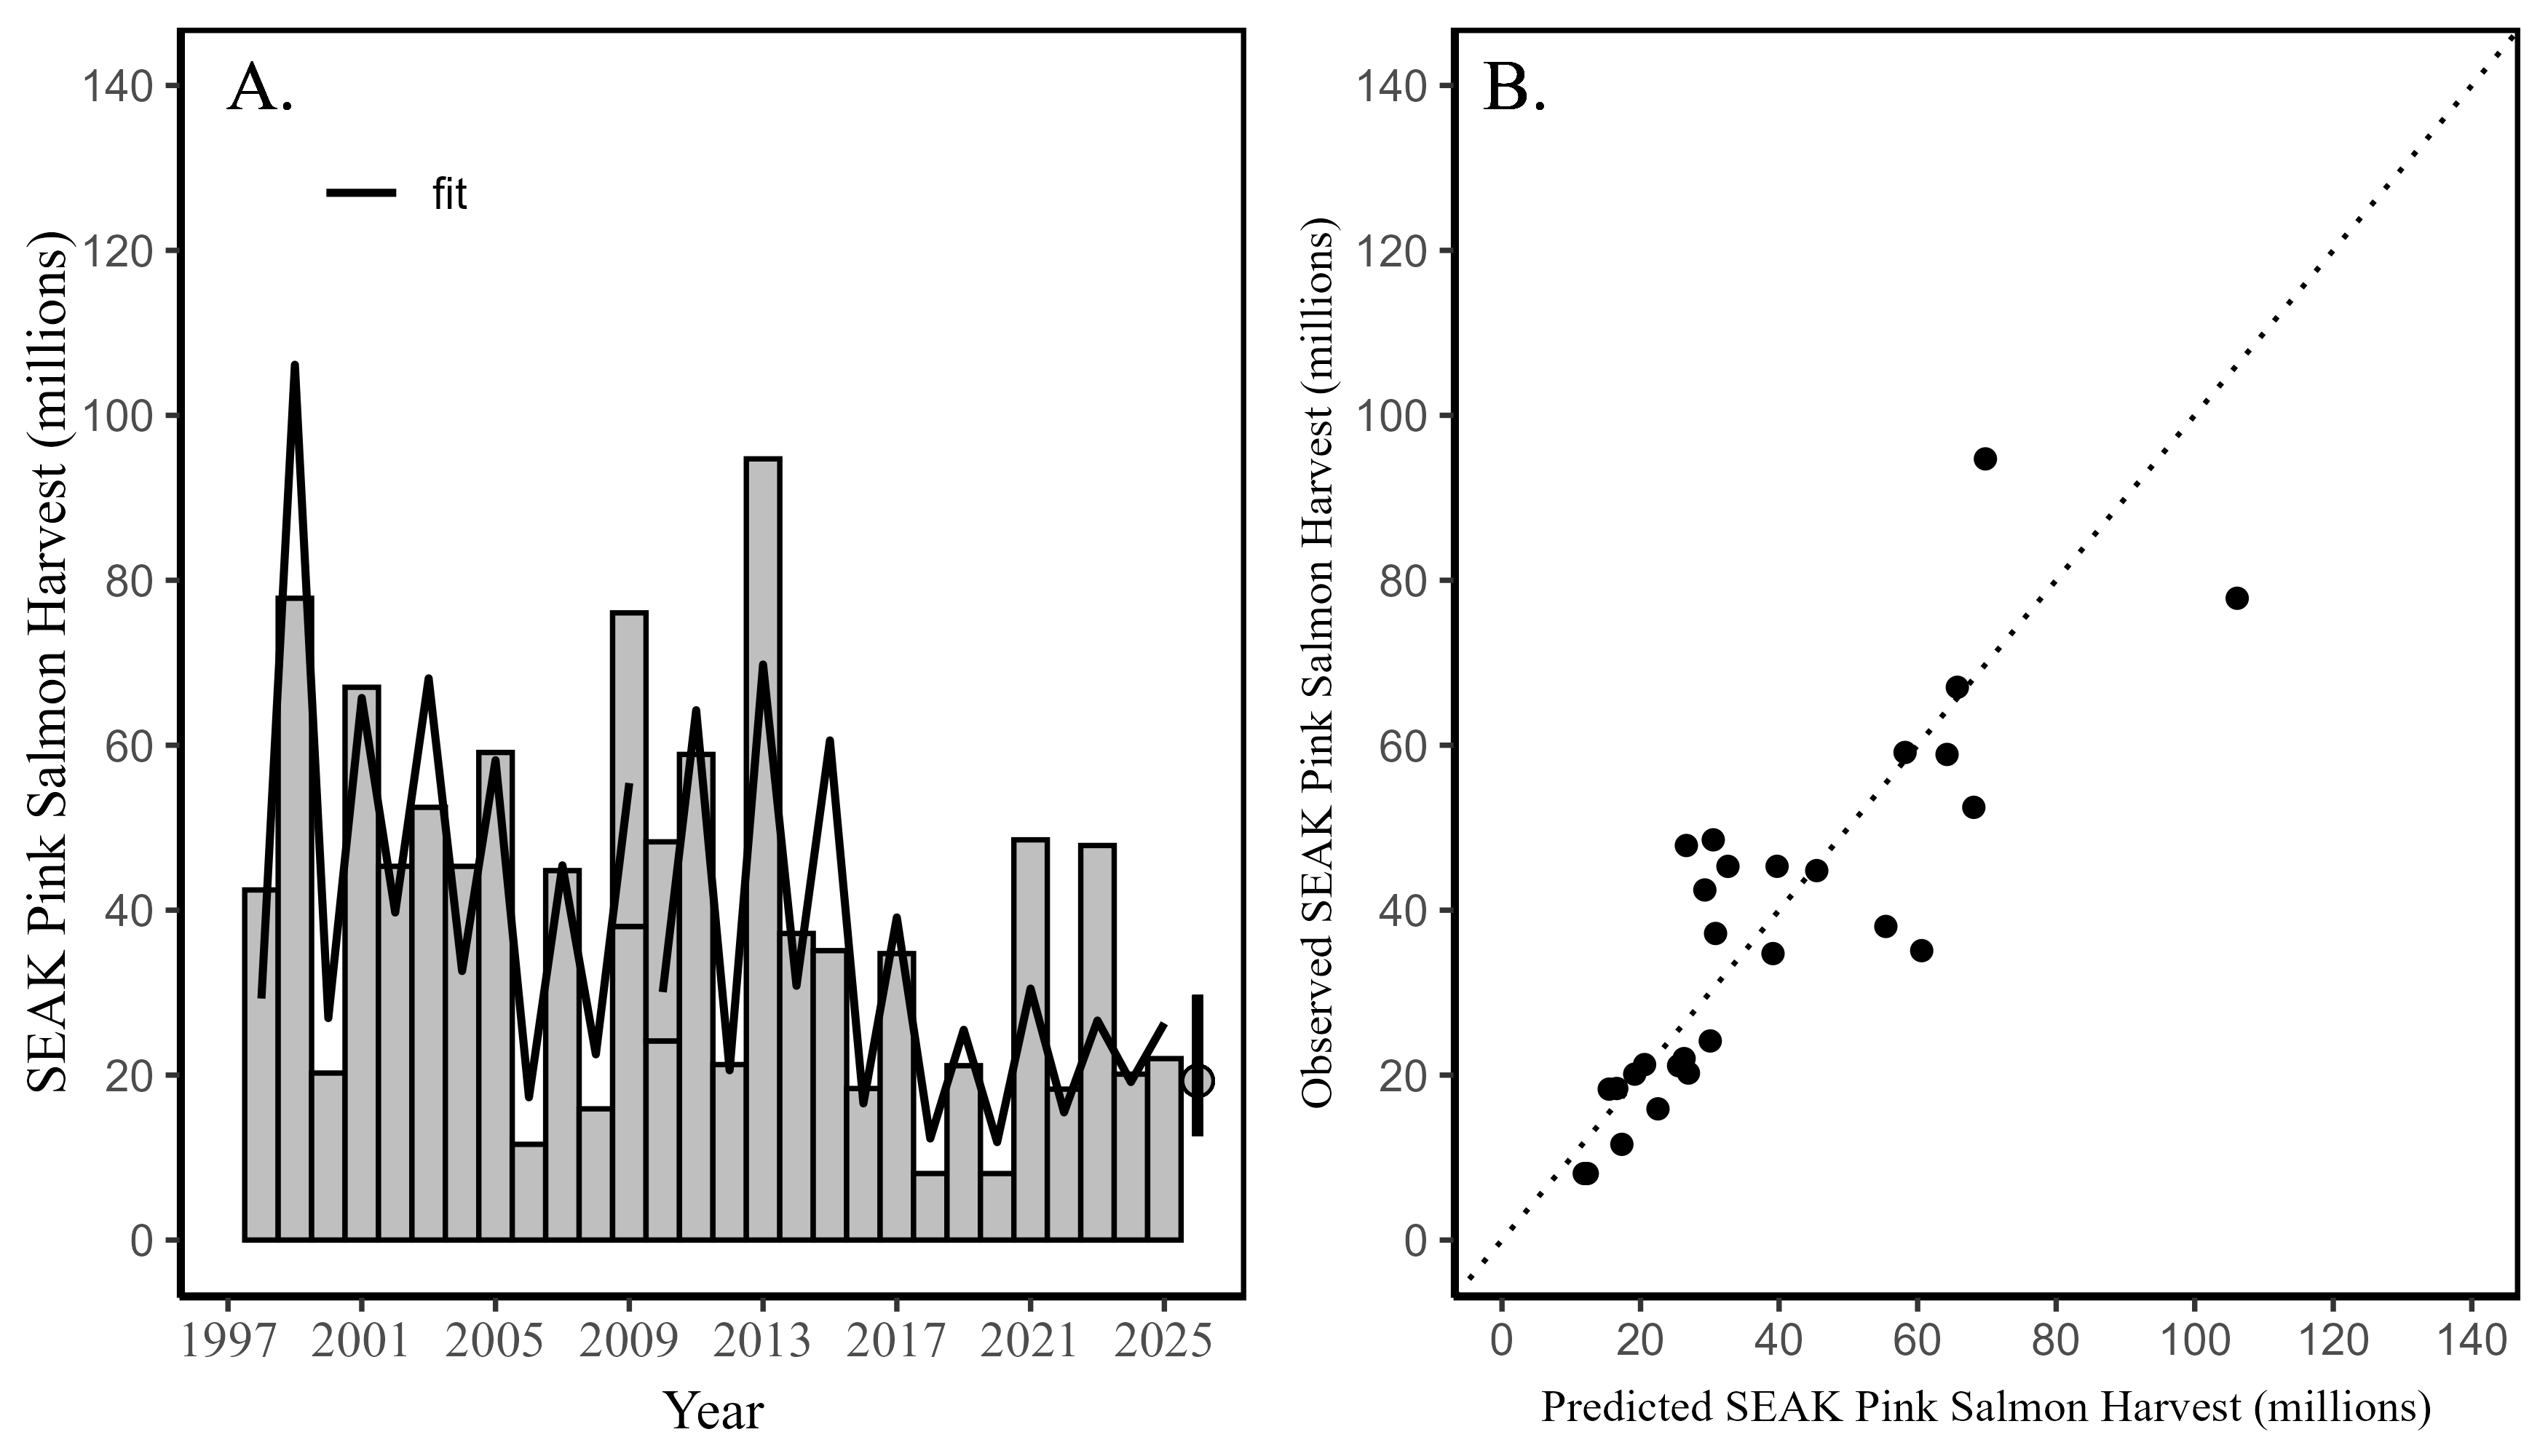 A.
fit
SEAK Pink Salmon Harvest (millions)
140
120
100
80
60
40
20
0
1997 2001 2005 2009 2013 2017 2021 2025
Year
B.
Observed SEAK Pink Salmon Harvest (millions)
140
120
100
80
60
40
20
0
0 20 40 60 80 100 120 140
Predicted SEAK Pink Salmon Harvest (millions)